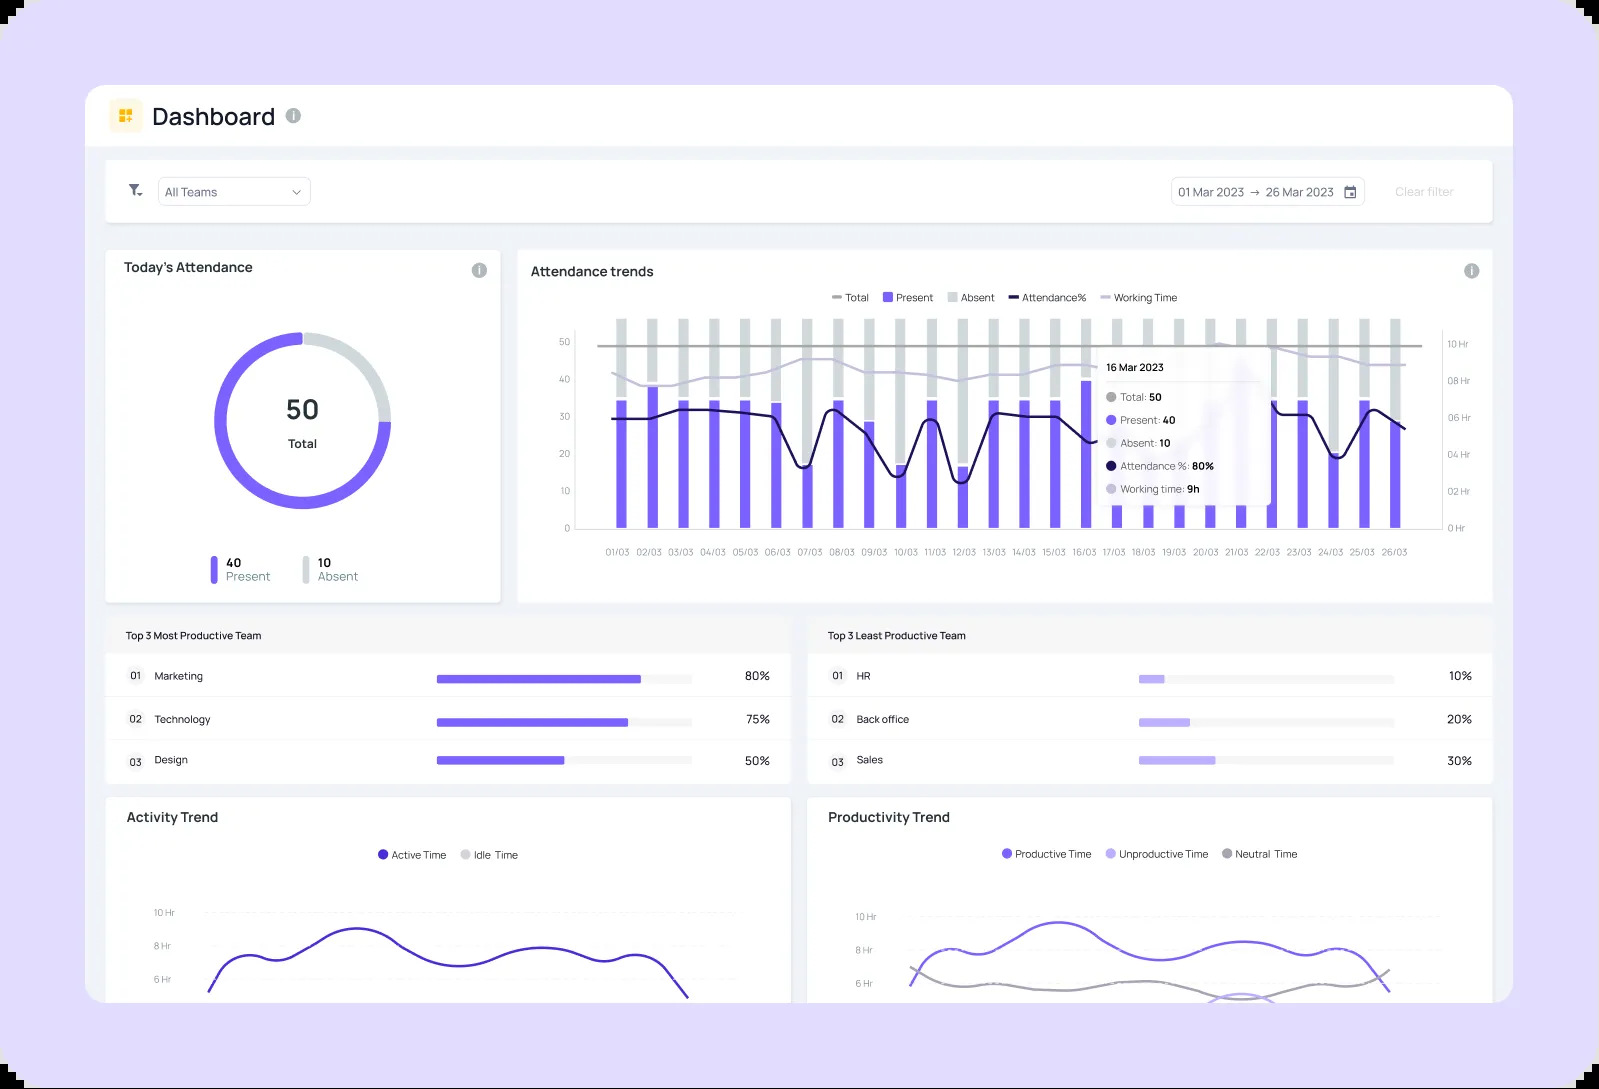 Dashboard
All Teams
01 Mar 2023 → 26 Mar 2023
Clear filter
Today's Attendance
50
Total
40
Present
10
Absent
Attendance trends
Total Present Absent Attendance% Working Time
50
40
30
20
10
0
10 Hr
08 Hr
06 Hr
04 Hr
02 Hr
0 Hr
16 Mar 2023
Total: 50
Present: 40
Absent: 10
Attendance %: 80%
Working time: 9h
01/03 02/03 03/03 04/03 05/03 06/03 07/03 08/03 09/03 10/03 11/03 12/03 13/03 14/03 15/03 16/03 17/03 18/03 19/03 20/03 21/03 22/03 23/03 24/03 25/03 26/03
Top 3 Most Productive Team
01 Marketing 80%
02 Technology 75%
03 Design 50%
Top 3 Least Productive Team
01 HR 10%
02 Back office 20%
03 Sales 30%
Activity Trend
Active Time Idle Time
10 Hr
8 Hr
6 Hr
Productivity Trend
Productive Time Unproductive Time Neutral Time
10 Hr
8 Hr
6 Hr